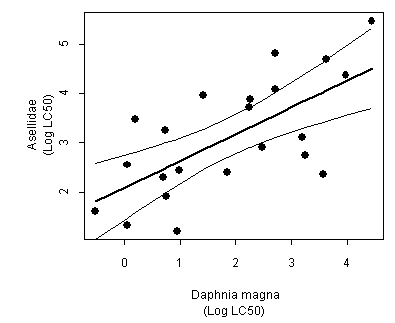 Asellidae
(Log LC50)
5
4
3
2
0 1 2 3 4
Daphnia magna
(Log LC50)